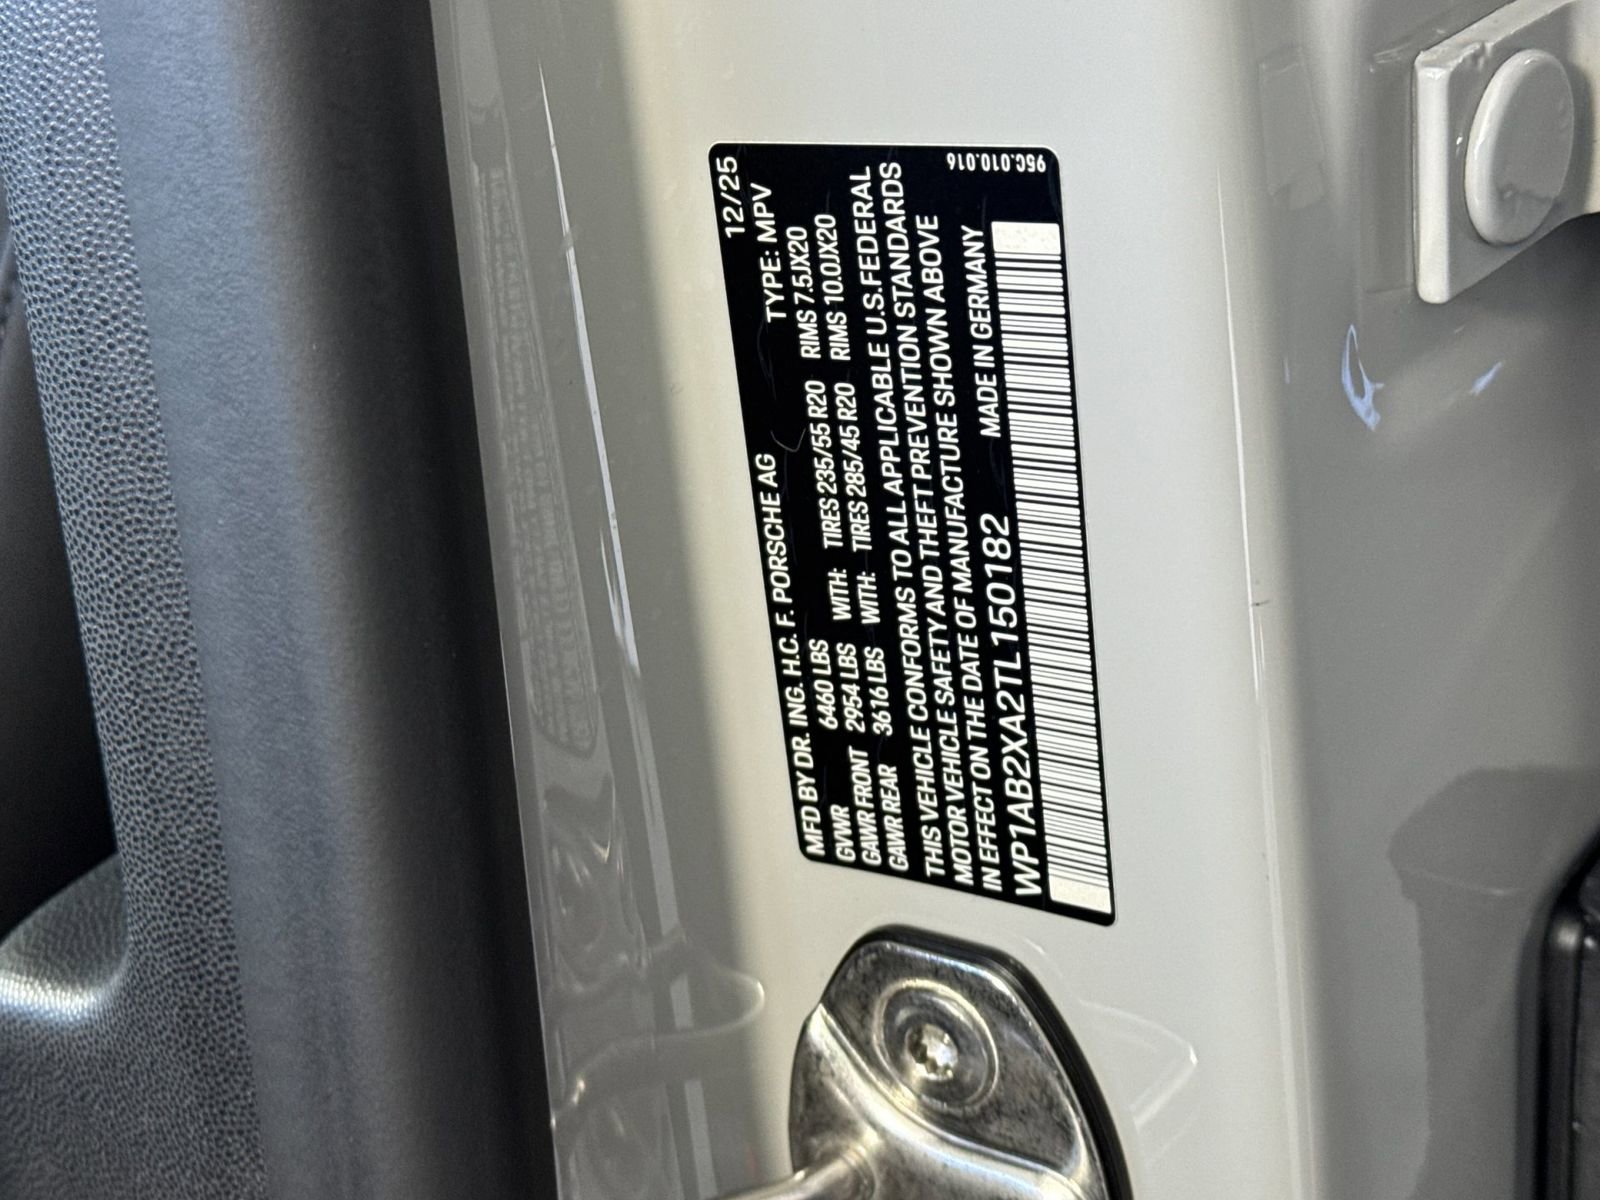 12/25
MFD BY DR. ING. H.C. F. PORSCHE AG TYPE: MPV
GVWR 6460 LBS WITH: TIRES 235/55 R20 RIMS 7.5JX20
GAWR FRONT 2954 LBS WITH: TIRES 285/45 R20 RIMS 10.0JX20
GAWR REAR 3616 LBS
THIS VEHICLE CONFORMS TO ALL APPLICABLE U.S.FEDERAL
MOTOR VEHICLE SAFETY AND THEFT PREVENTION STANDARDS
IN EFFECT ON THE DATE OF MANUFACTURE SHOWN ABOVE
WP1AB2XA2TL150182 MADE IN GERMANY
95C.010.016